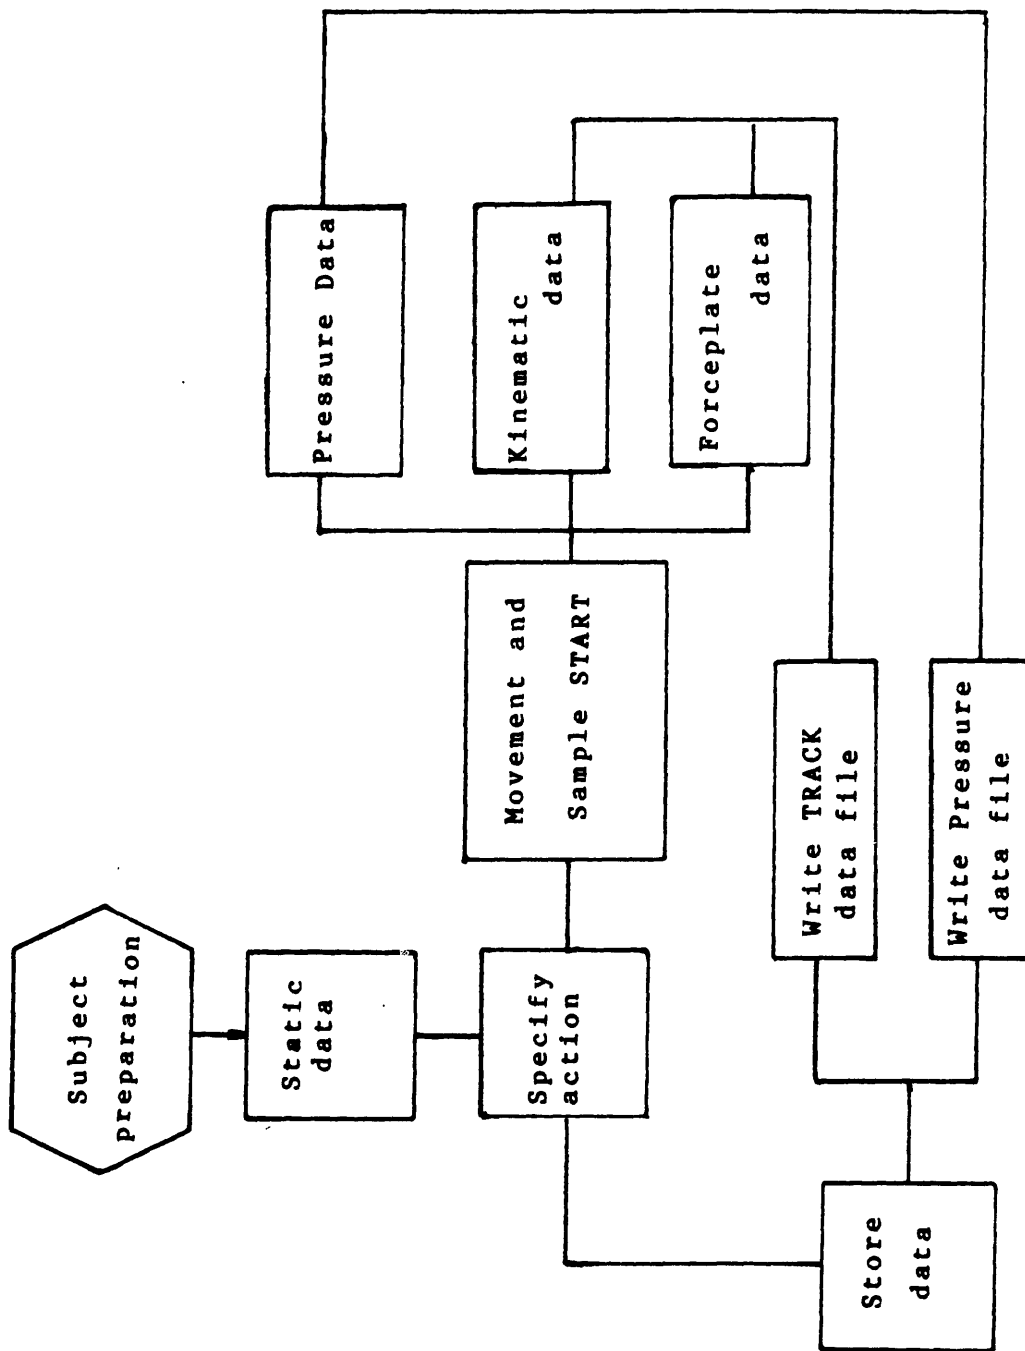 Subject
preparation
Static
data
Specify
action
Movement and
Sample START
Pressure Data
Kinematic
data
Forceplate
data
Write TRACK
data file
Write Pressure
data file
Store
data